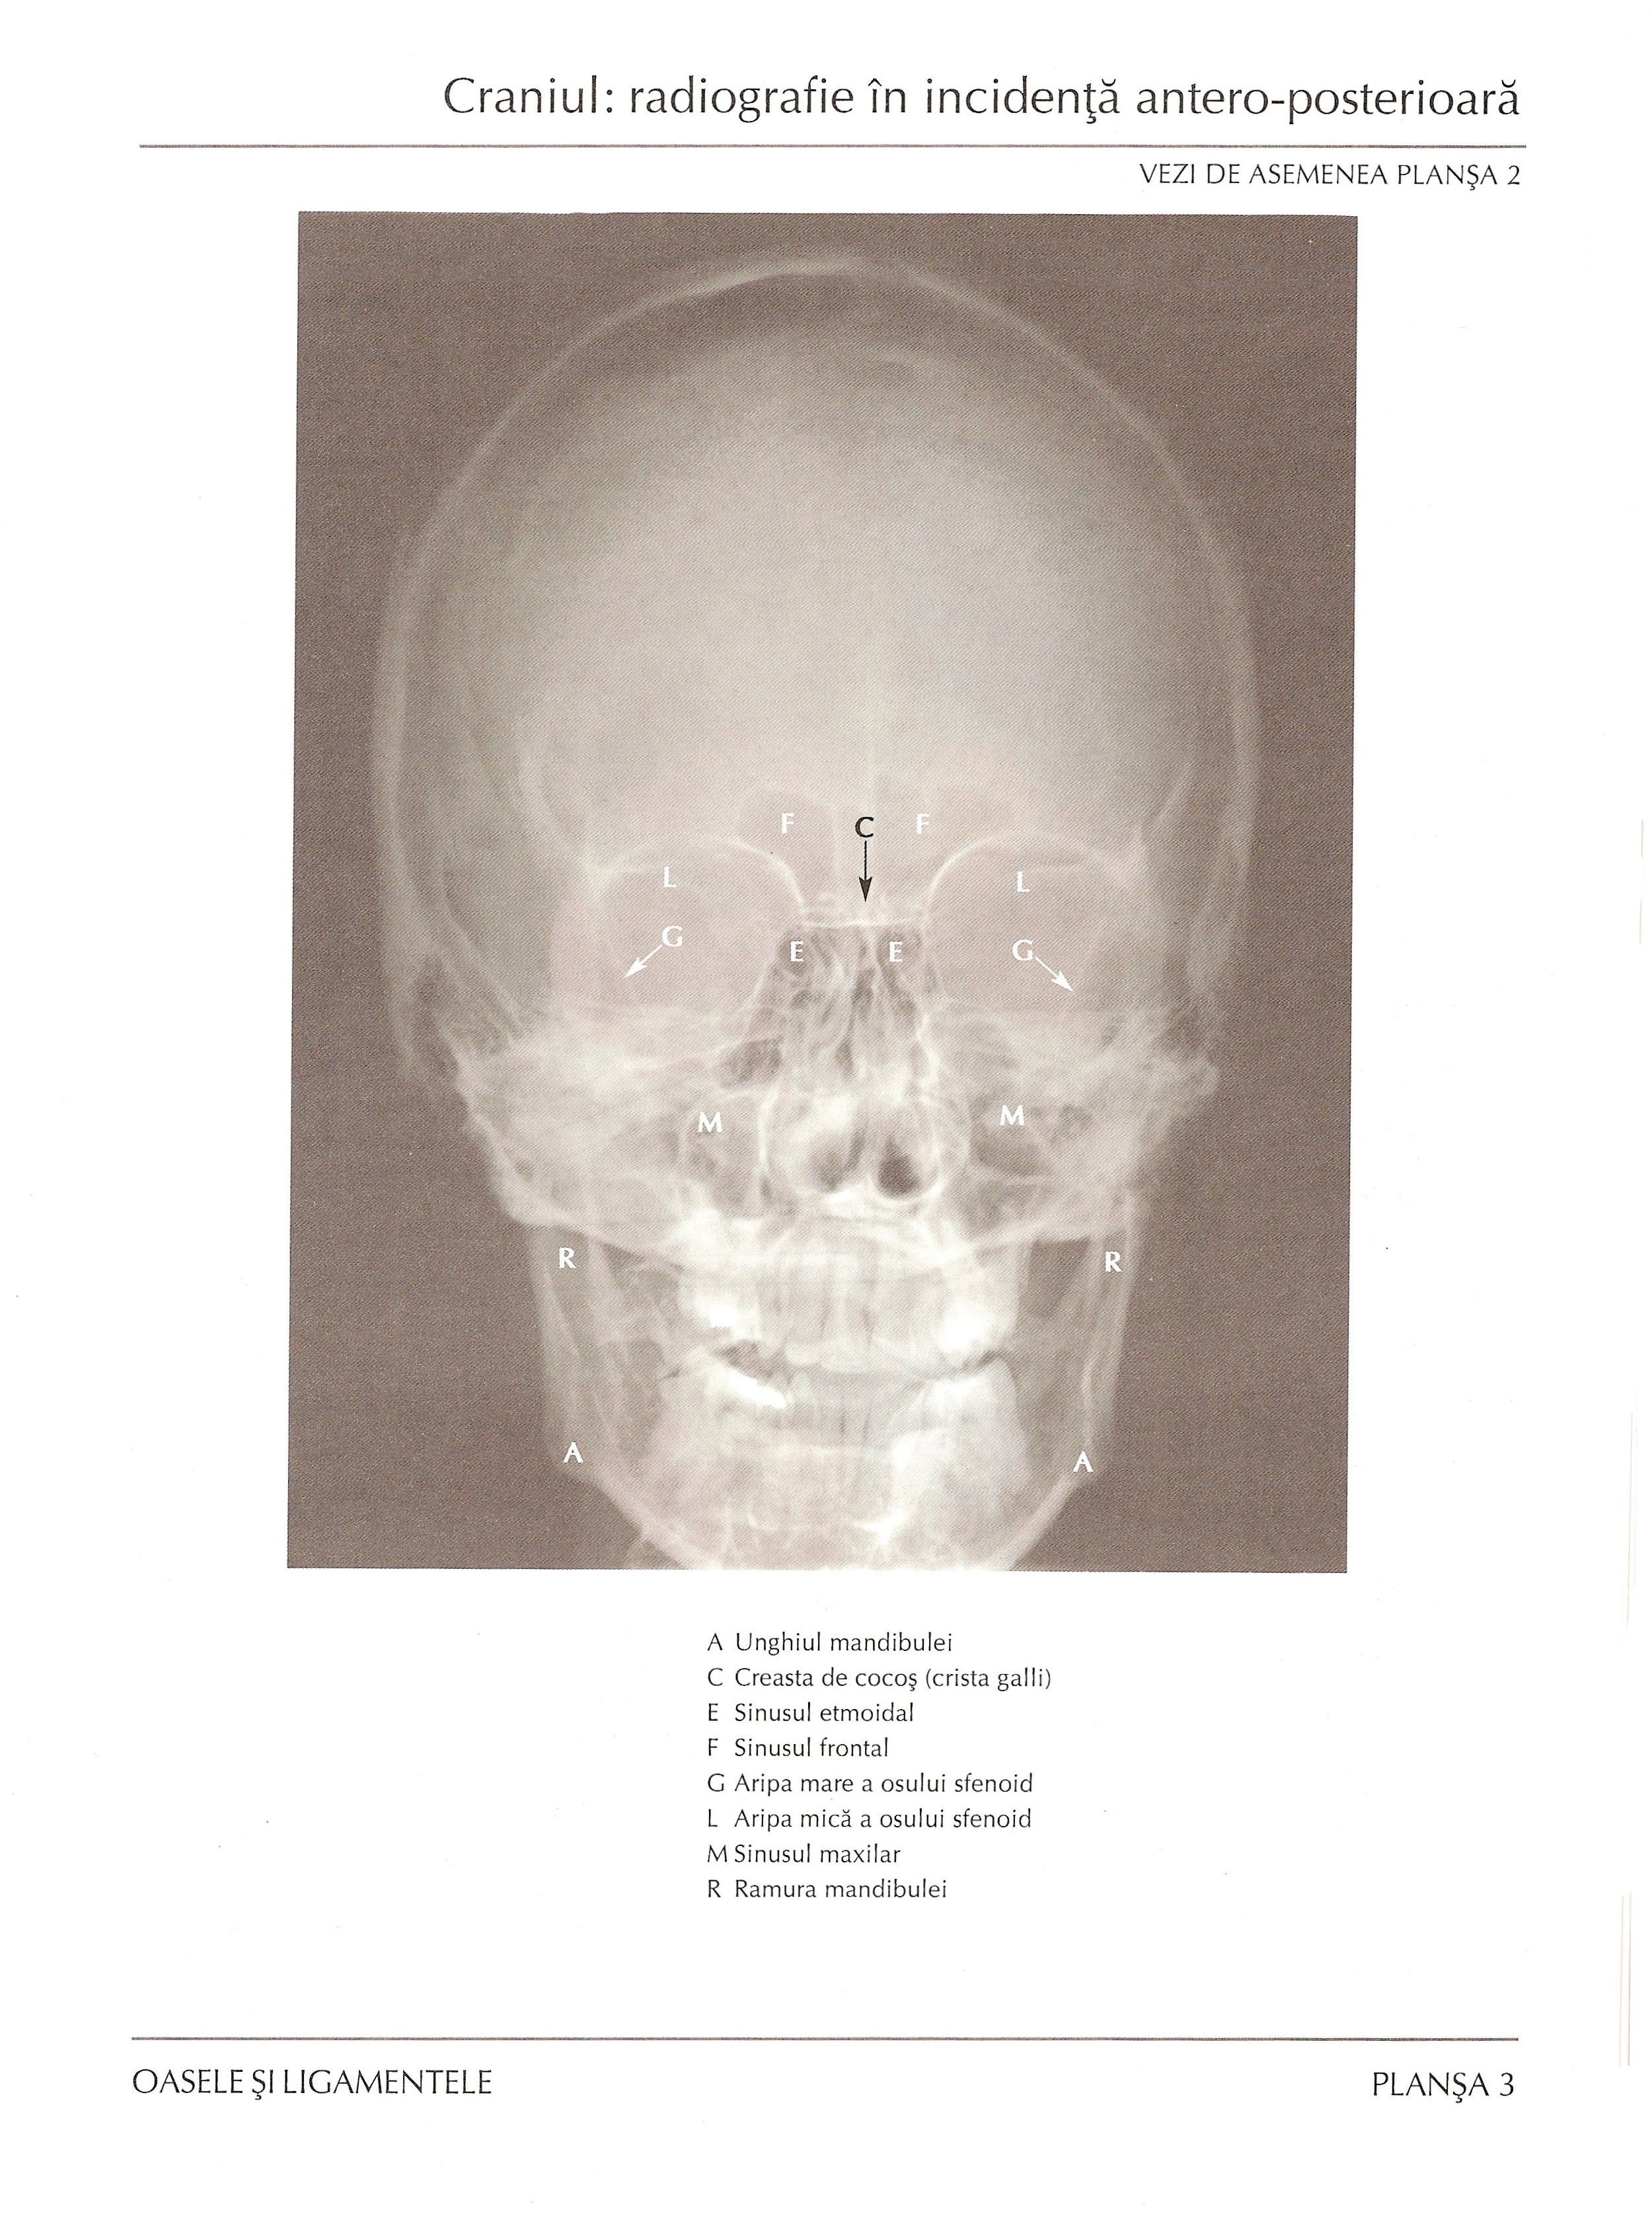 Craniul: radiografie în incidenţă antero-posterioară
VEZI DE ASEMENEA PLANŞA 2
F C F
L L
G G
E E
M M
R R
A A
A Unghiul mandibulei
C Creasta de cocoş (crista galli)
E Sinusul etmoidal
F Sinusul frontal
G Aripa mare a osului sfenoid
L Aripa mică a osului sfenoid
M Sinusul maxilar
R Ramura mandibulei
OASELE ŞI LIGAMENTELE
PLANŞA 3